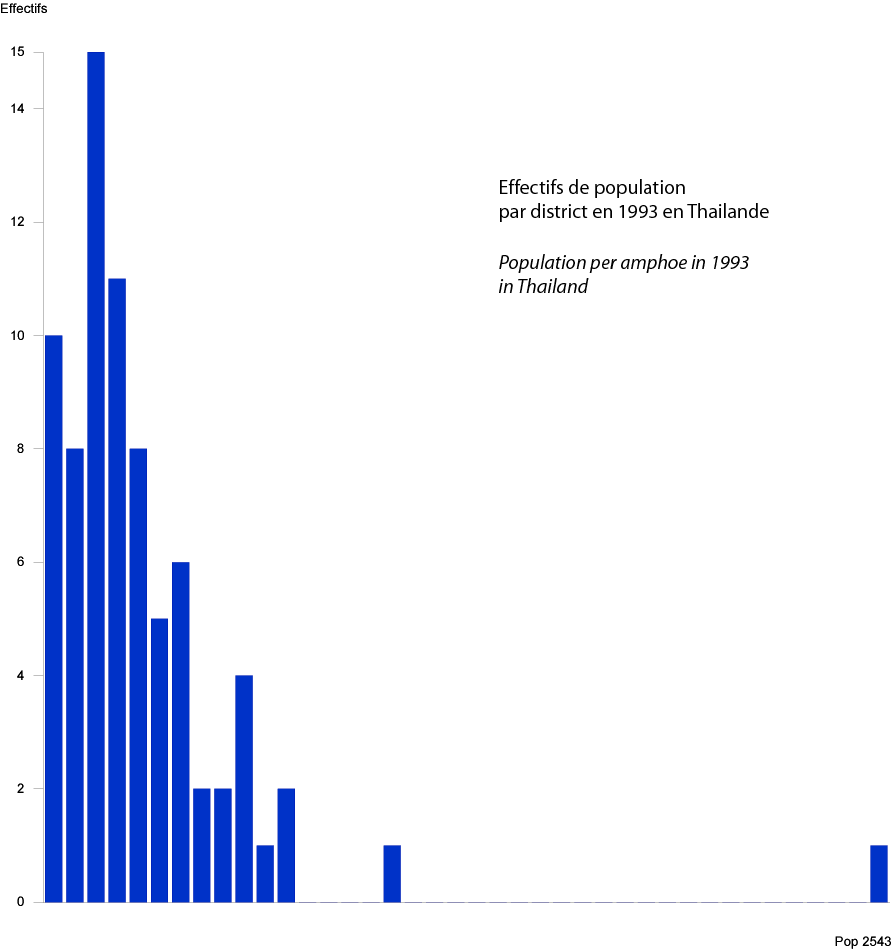 Effectifs
15
14
12
10
8
6
4
2
0
Effectifs de population
par district en 1993 en Thailande
Population per amphoe in 1993
in Thailand
Pop 2543